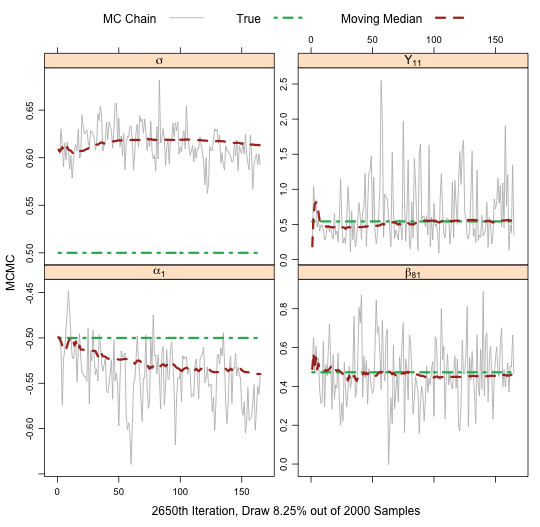 MC Chain True Moving Median
0 50 100 150
σ Υ₁₁
0.65
0.60
0.55
0.50
2.5
2.0
1.5
1.0
0.5
0.0
MCMC
α₁ β₈₁
-0.45
-0.50
-0.55
-0.60
0.8
0.6
0.4
0.2
0.0
0 50 100 150
2650th Iteration, Draw 8.25% out of 2000 Samples